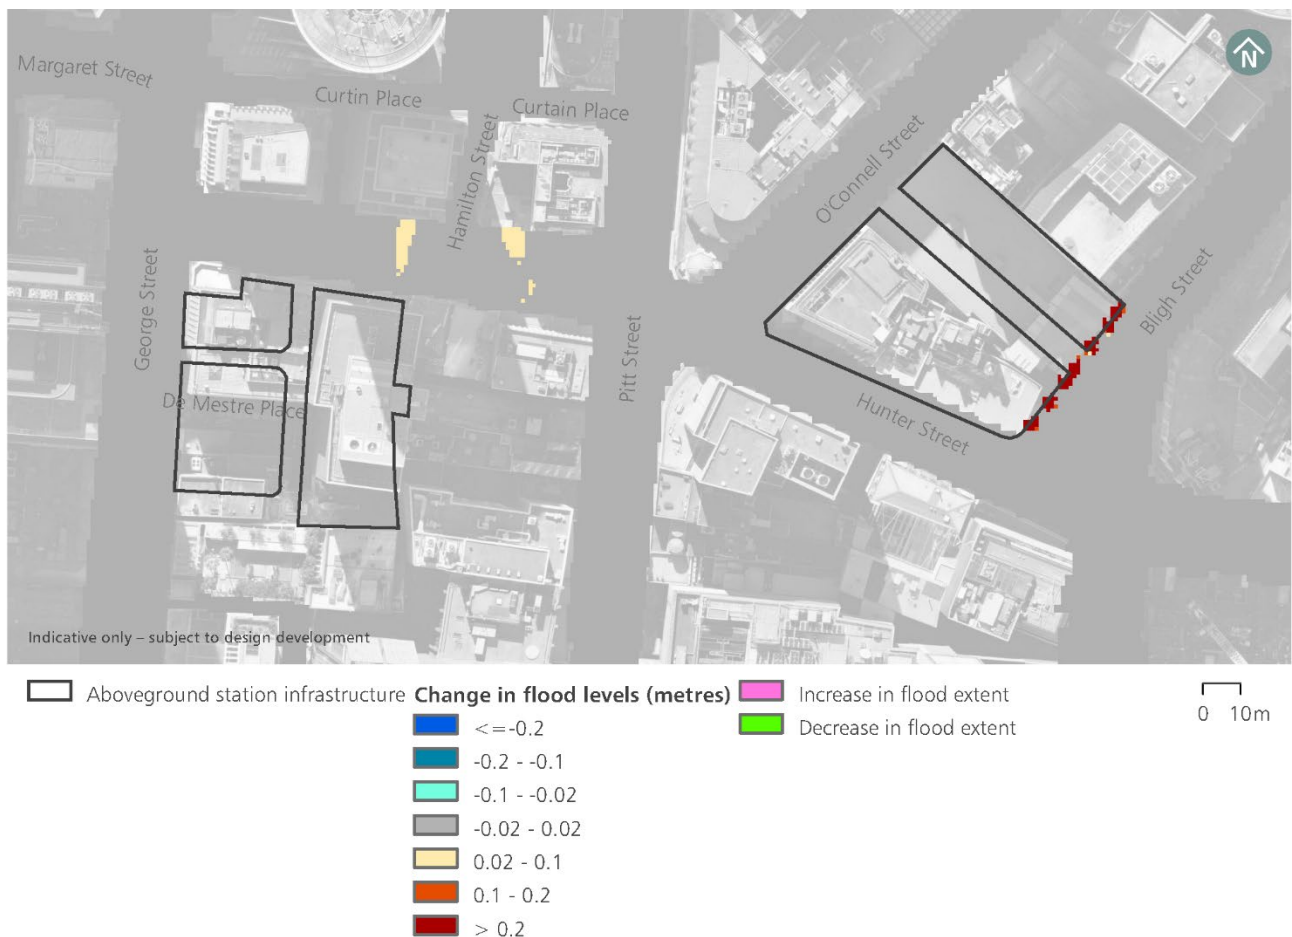 N
Margaret Street
Curtin Place
Curtain Place
Hamilton Street
O'Connell Street
George Street
Bligh Street
Pitt Street
De Mestre Place
Hunter Street
Indicative only – subject to design development
Aboveground station infrastructure
Change in flood levels (metres)
<=-0.2
-0.2 - -0.1
-0.1 - -0.02
-0.02 - 0.02
0.02 - 0.1
0.1 - 0.2
> 0.2
Increase in flood extent
Decrease in flood extent
0 10m